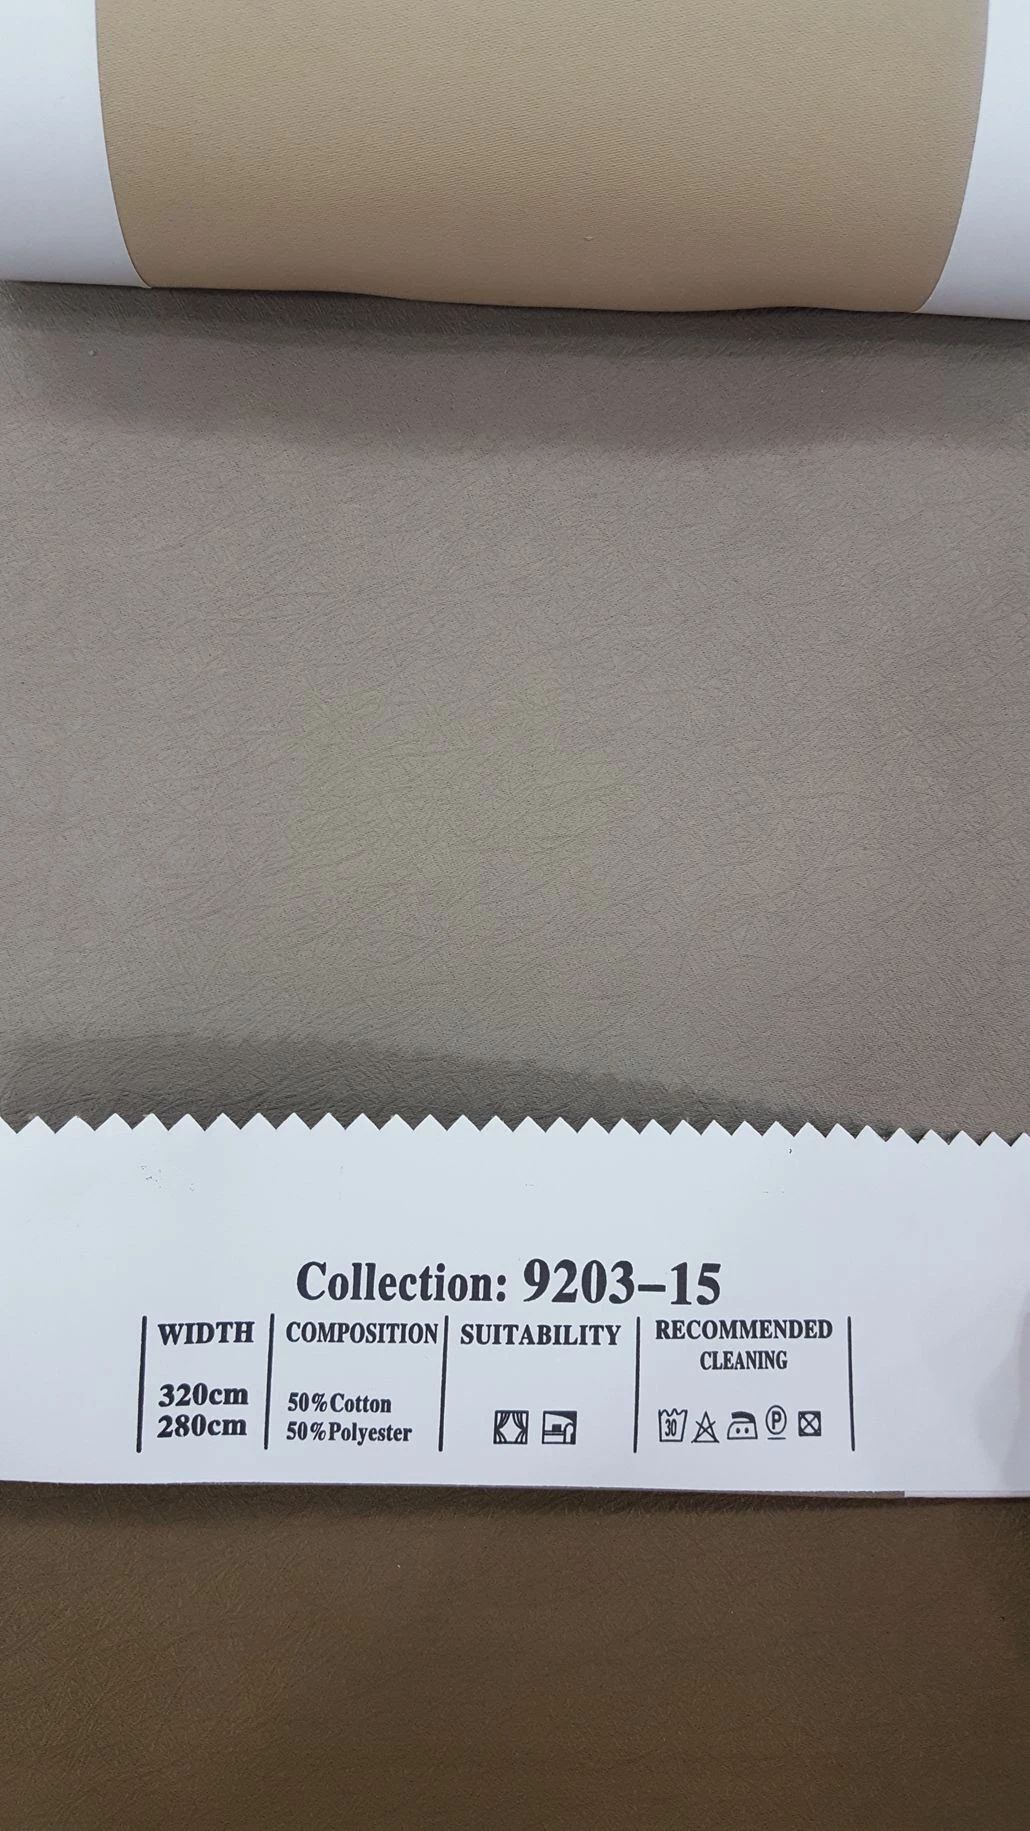 Collection: 9203-15
WIDTH
320cm
280cm
COMPOSITION
50%Cotton
50%Polyester
SUITABILITY
RECOMMENDED
CLEANING
30
P